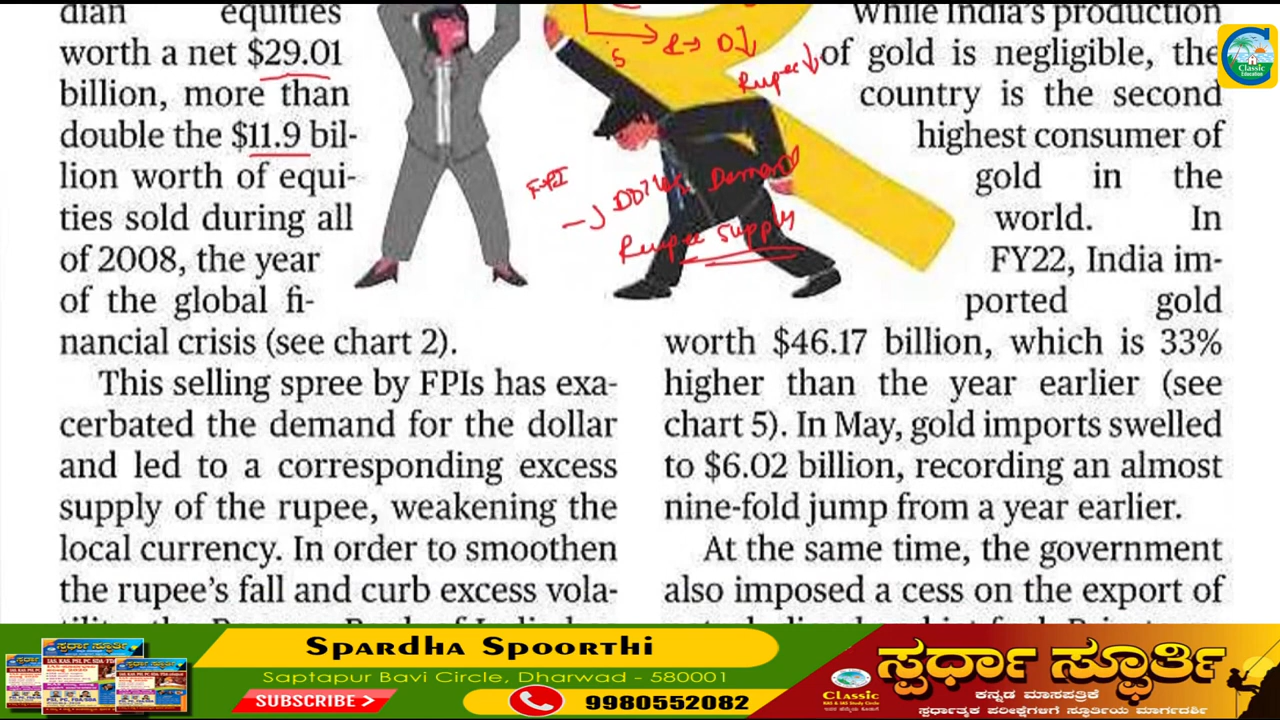 dian equities
worth a net $29.01
billion, more than
double the $11.9 bil-
lion worth of equi-
ties sold during all
of 2008, the year
of the global fi-
nancial crisis (see chart 2).
This selling spree by FPIs has exa-
cerbated the demand for the dollar
and led to a corresponding excess
supply of the rupee, weakening the
local currency. In order to smoothen
the rupee's fall and curb excess vola-
D↓
Rupee↓
FPI
Dollar Demand
Rupee supply
While India's production
of gold is negligible, the
country is the second
highest consumer of
gold in the
world. In
FY22, India im-
ported gold
worth $46.17 billion, which is 33%
higher than the year earlier (see
chart 5). In May, gold imports swelled
to $6.02 billion, recording an almost
nine-fold jump from a year earlier.
At the same time, the government
also imposed a cess on the export of
Classic
Education
Spardha Spoorthi
Saptapur Bavi Circle, Dharwad - 580001
SUBSCRIBE
9980552082
ಸ್ಪರ್ಧಾ ಸ್ಫೂರ್ತಿ
Classic
ಕನ್ನಡ ಮಾಸಪತ್ರಿಕೆ
ಸ್ಪರ್ಧಾತ್ಮಕ ಪರೀಕ್ಷೆಗಳಿಗೆ ಸ್ಫೂರ್ತಿಯ ಮಾರ್ಗದರ್ಶಿ